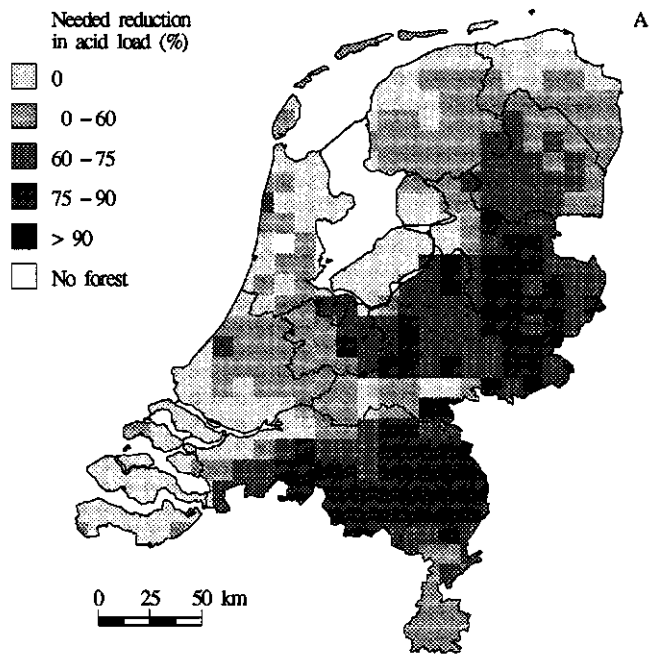 Needed reduction
in acid load (%)
A
0
0 – 60
60 – 75
75 – 90
> 90
No forest
0 25 50 km